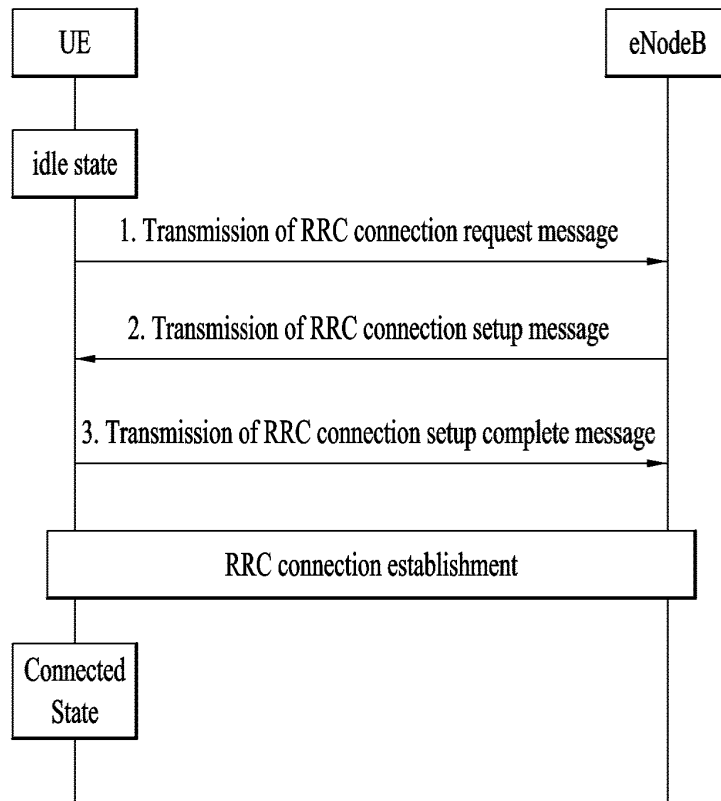 UE
eNodeB
idle state
1. Transmission of RRC connection request message
2. Transmission of RRC connection setup message
3. Transmission of RRC connection setup complete message
RRC connection establishment
Connected
State